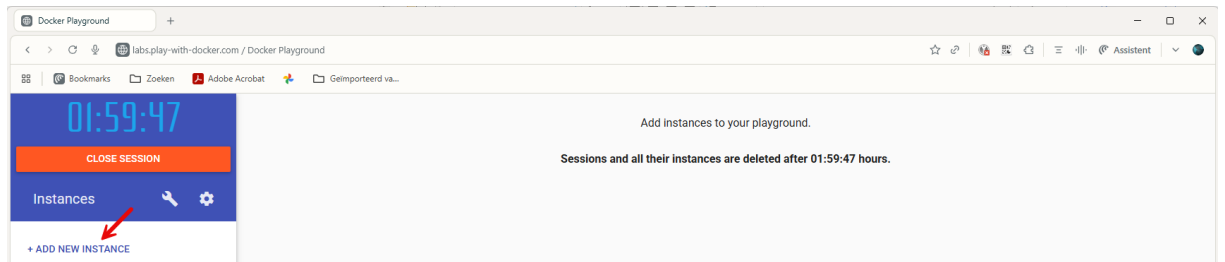 Docker Playground
labs.play-with-docker.com / Docker Playground
Assistent
Bookmarks Zoeken Adobe Acrobat Geïmporteerd va...
01:59:47
CLOSE SESSION
Instances
+ ADD NEW INSTANCE
Add instances to your playground.
Sessions and all their instances are deleted after 01:59:47 hours.